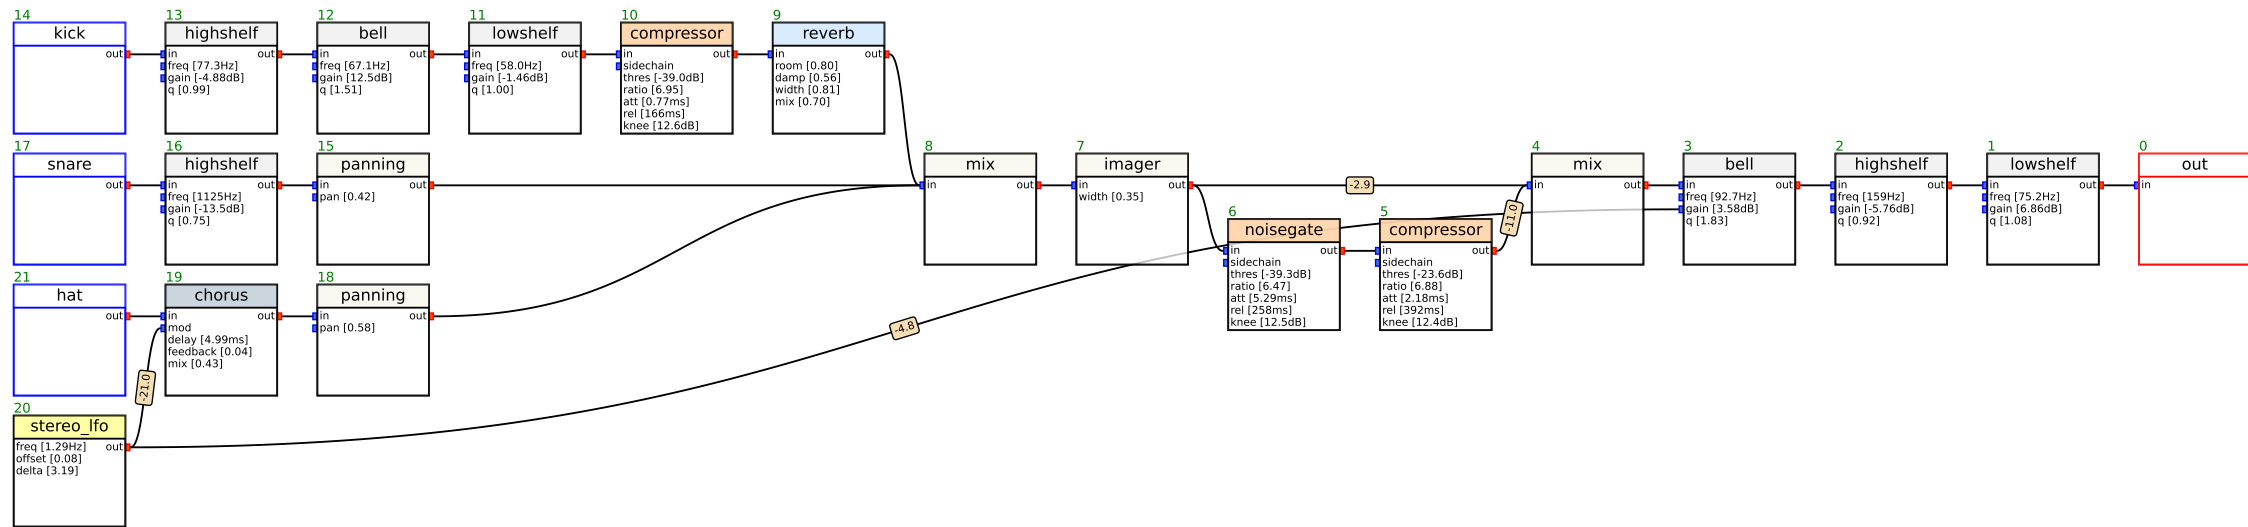 14
kick
out
13
highshelf
in out
freq [77.3Hz]
gain [-4.88dB]
q [0.99]
12
bell
in out
freq [67.1Hz]
gain [12.5dB]
q [1.51]
11
lowshelf
in out
freq [58.0Hz]
gain [-1.46dB]
q [1.00]
10
compressor
in out
sidechain
thres [-39.0dB]
ratio [6.95]
att [0.77ms]
rel [166ms]
knee [12.6dB]
9
reverb
in out
room [0.80]
damp [0.56]
width [0.81]
mix [0.70]
17
snare
out
16
highshelf
in out
freq [1125Hz]
gain [-13.5dB]
q [0.75]
15
panning
in out
pan [0.42]
8
mix
in out
7
imager
in out
width [0.35]
-2.9
4
mix
in out
3
bell
in out
freq [92.7Hz]
gain [3.58dB]
q [1.83]
2
highshelf
in out
freq [159Hz]
gain [-5.76dB]
q [0.92]
1
lowshelf
in out
freq [75.2Hz]
gain [6.86dB]
q [1.08]
0
out
in
6
noisegate
in out
sidechain
thres [-39.3dB]
ratio [6.47]
att [5.29ms]
rel [258ms]
knee [12.5dB]
5
compressor
in out
sidechain
thres [-23.6dB]
ratio [6.88]
att [2.18ms]
rel [392ms]
knee [12.4dB]
-11.0
21
hat
out
19
chorus
in out
mod
delay [4.99ms]
feedback [0.04]
mix [0.43]
18
panning
in out
pan [0.58]
-4.8
-21.0
20
stereo_lfo
freq [1.29Hz] out
offset [0.08]
delta [3.19]